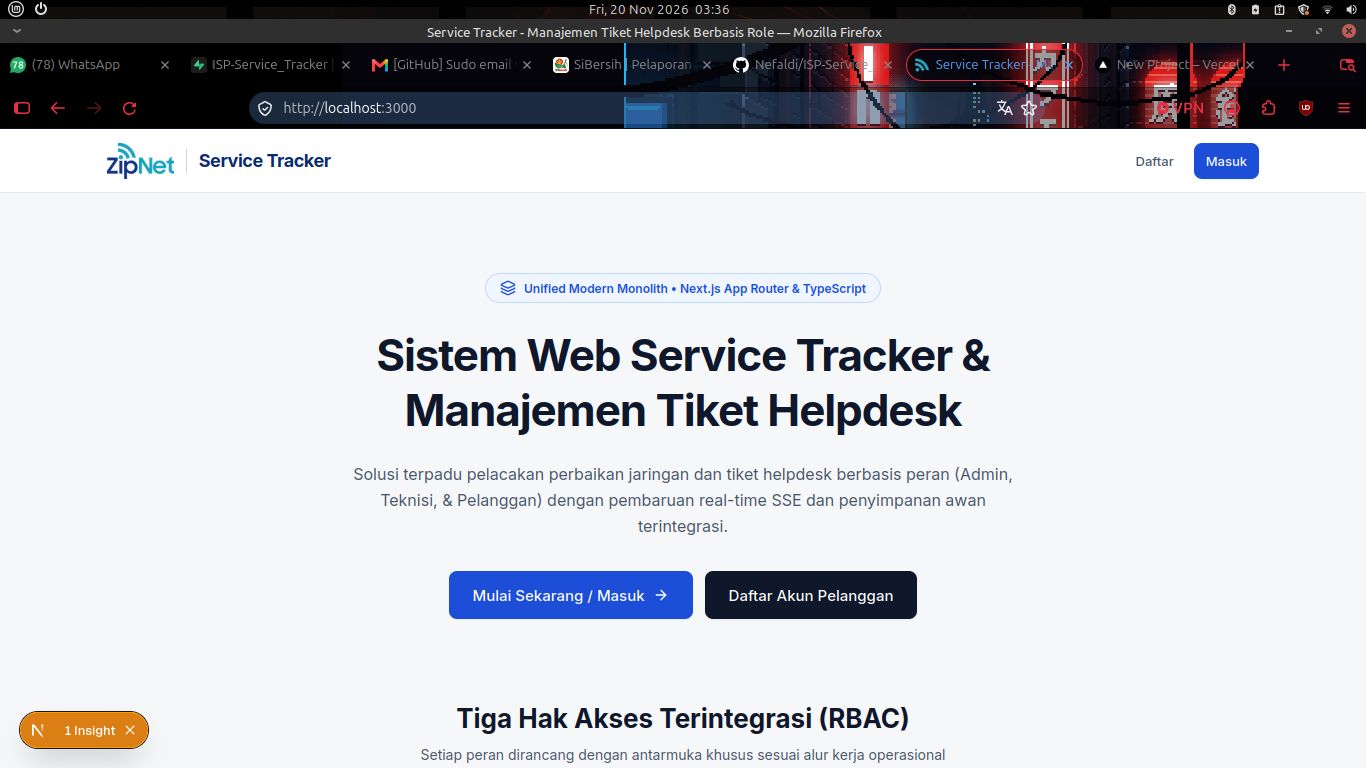 Fri, 20 Nov 2026 03:36
Service Tracker - Manajemen Tiket Helpdesk Berbasis Role — Mozilla Firefox
78 (78) WhatsApp
ISP-Service_Tracker |
[GitHub] Sudo email
SiBersih | Pelaporan
Nefaldi/ISP-Service_
Service Tracker -
New Project – Vercel
http://localhost:3000
VPN
ZipNet
Service Tracker
Daftar
Masuk
Unified Modern Monolith • Next.js App Router & TypeScript
Sistem Web Service Tracker &
Manajemen Tiket Helpdesk
Solusi terpadu pelacakan perbaikan jaringan dan tiket helpdesk berbasis peran (Admin,
Teknisi, & Pelanggan) dengan pembaruan real-time SSE dan penyimpanan awan
terintegrasi.
Mulai Sekarang / Masuk
Daftar Akun Pelanggan
Tiga Hak Akses Terintegrasi (RBAC)
Setiap peran dirancang dengan antarmuka khusus sesuai alur kerja operasional
N 1 Insight